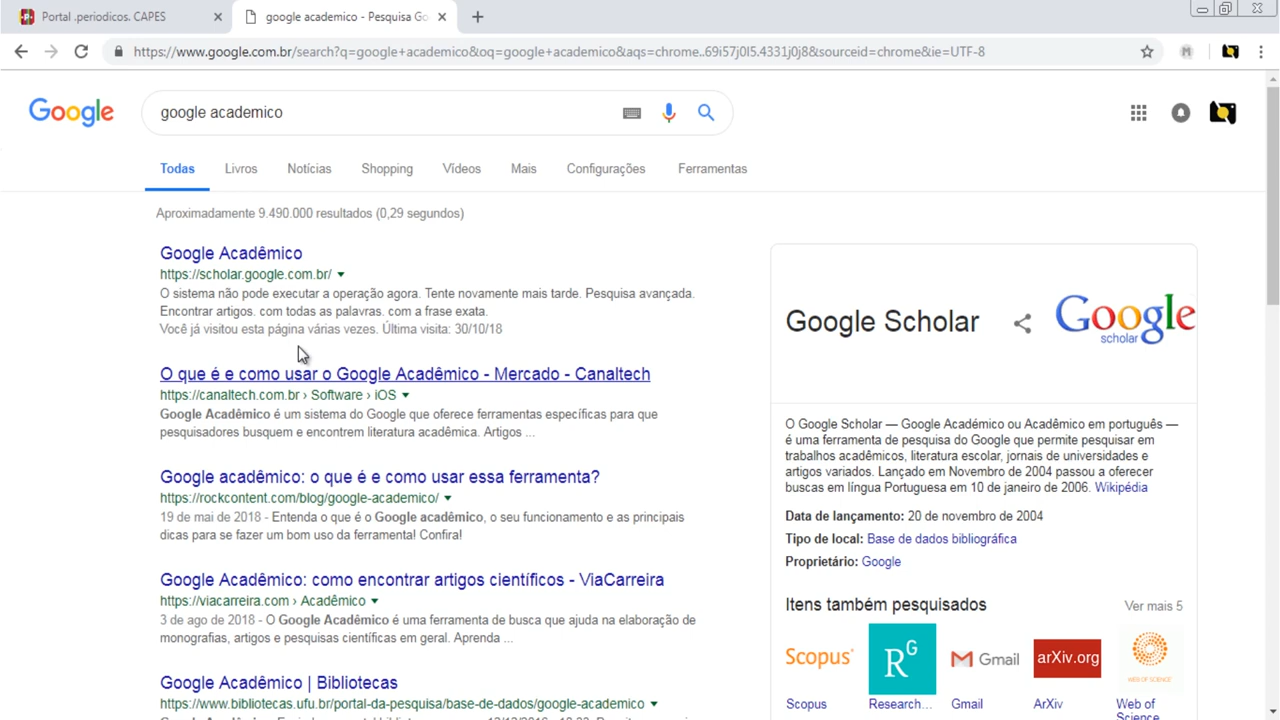 Portal .periodicos. CAPES
google academico - Pesquisa Go
https://www.google.com.br/search?q=google+academico&oq=google+academico&aqs=chrome..69i57j0l5.4331j0j8&sourceid=chrome&ie=UTF-8
Google
google academico
Todas
Livros
Notícias
Shopping
Vídeos
Mais
Configurações
Ferramentas
Aproximadamente 9.490.000 resultados (0,29 segundos)
Google Acadêmico
https://scholar.google.com.br/
O sistema não pode executar a operação agora. Tente novamente mais tarde. Pesquisa avançada.
Encontrar artigos. com todas as palavras. com a frase exata.
Você já visitou esta página várias vezes. Última visita: 30/10/18
O que é e como usar o Google Acadêmico - Mercado - Canaltech
https://canaltech.com.br › Software › iOS
Google Acadêmico é um sistema do Google que oferece ferramentas específicas para que
pesquisadores busquem e encontrem literatura acadêmica. Artigos ...
Google acadêmico: o que é e como usar essa ferramenta?
https://rockcontent.com/blog/google-academico/
19 de mai de 2018 - Entenda o que é o Google acadêmico, o seu funcionamento e as principais
dicas para se fazer um bom uso da ferramenta! Confira!
Google Acadêmico: como encontrar artigos científicos - ViaCarreira
https://viacarreira.com › Acadêmico
3 de ago de 2018 - O Google Acadêmico é uma ferramenta de busca que ajuda na elaboração de
monografias, artigos e pesquisas científicas em geral. Aprenda ...
Google Acadêmico | Bibliotecas
https://www.bibliotecas.ufu.br/portal-da-pesquisa/base-de-dados/google-academico
Google Scholar
Google
scholar
O Google Scholar — Google Académico ou Acadêmico em português —
é uma ferramenta de pesquisa do Google que permite pesquisar em
trabalhos acadêmicos, literatura escolar, jornais de universidades e
artigos variados. Lançado em Novembro de 2004 passou a oferecer
buscas em língua Portuguesa em 10 de janeiro de 2006. Wikipédia
Data de lançamento: 20 de novembro de 2004
Tipo de local: Base de dados bibliográfica
Proprietário: Google
Itens também pesquisados
Ver mais 5
Scopus
RG
Gmail
arXiv.org
WEB OF SCIENCE
Scopus
Research...
Gmail
ArXiv
Web of
Science